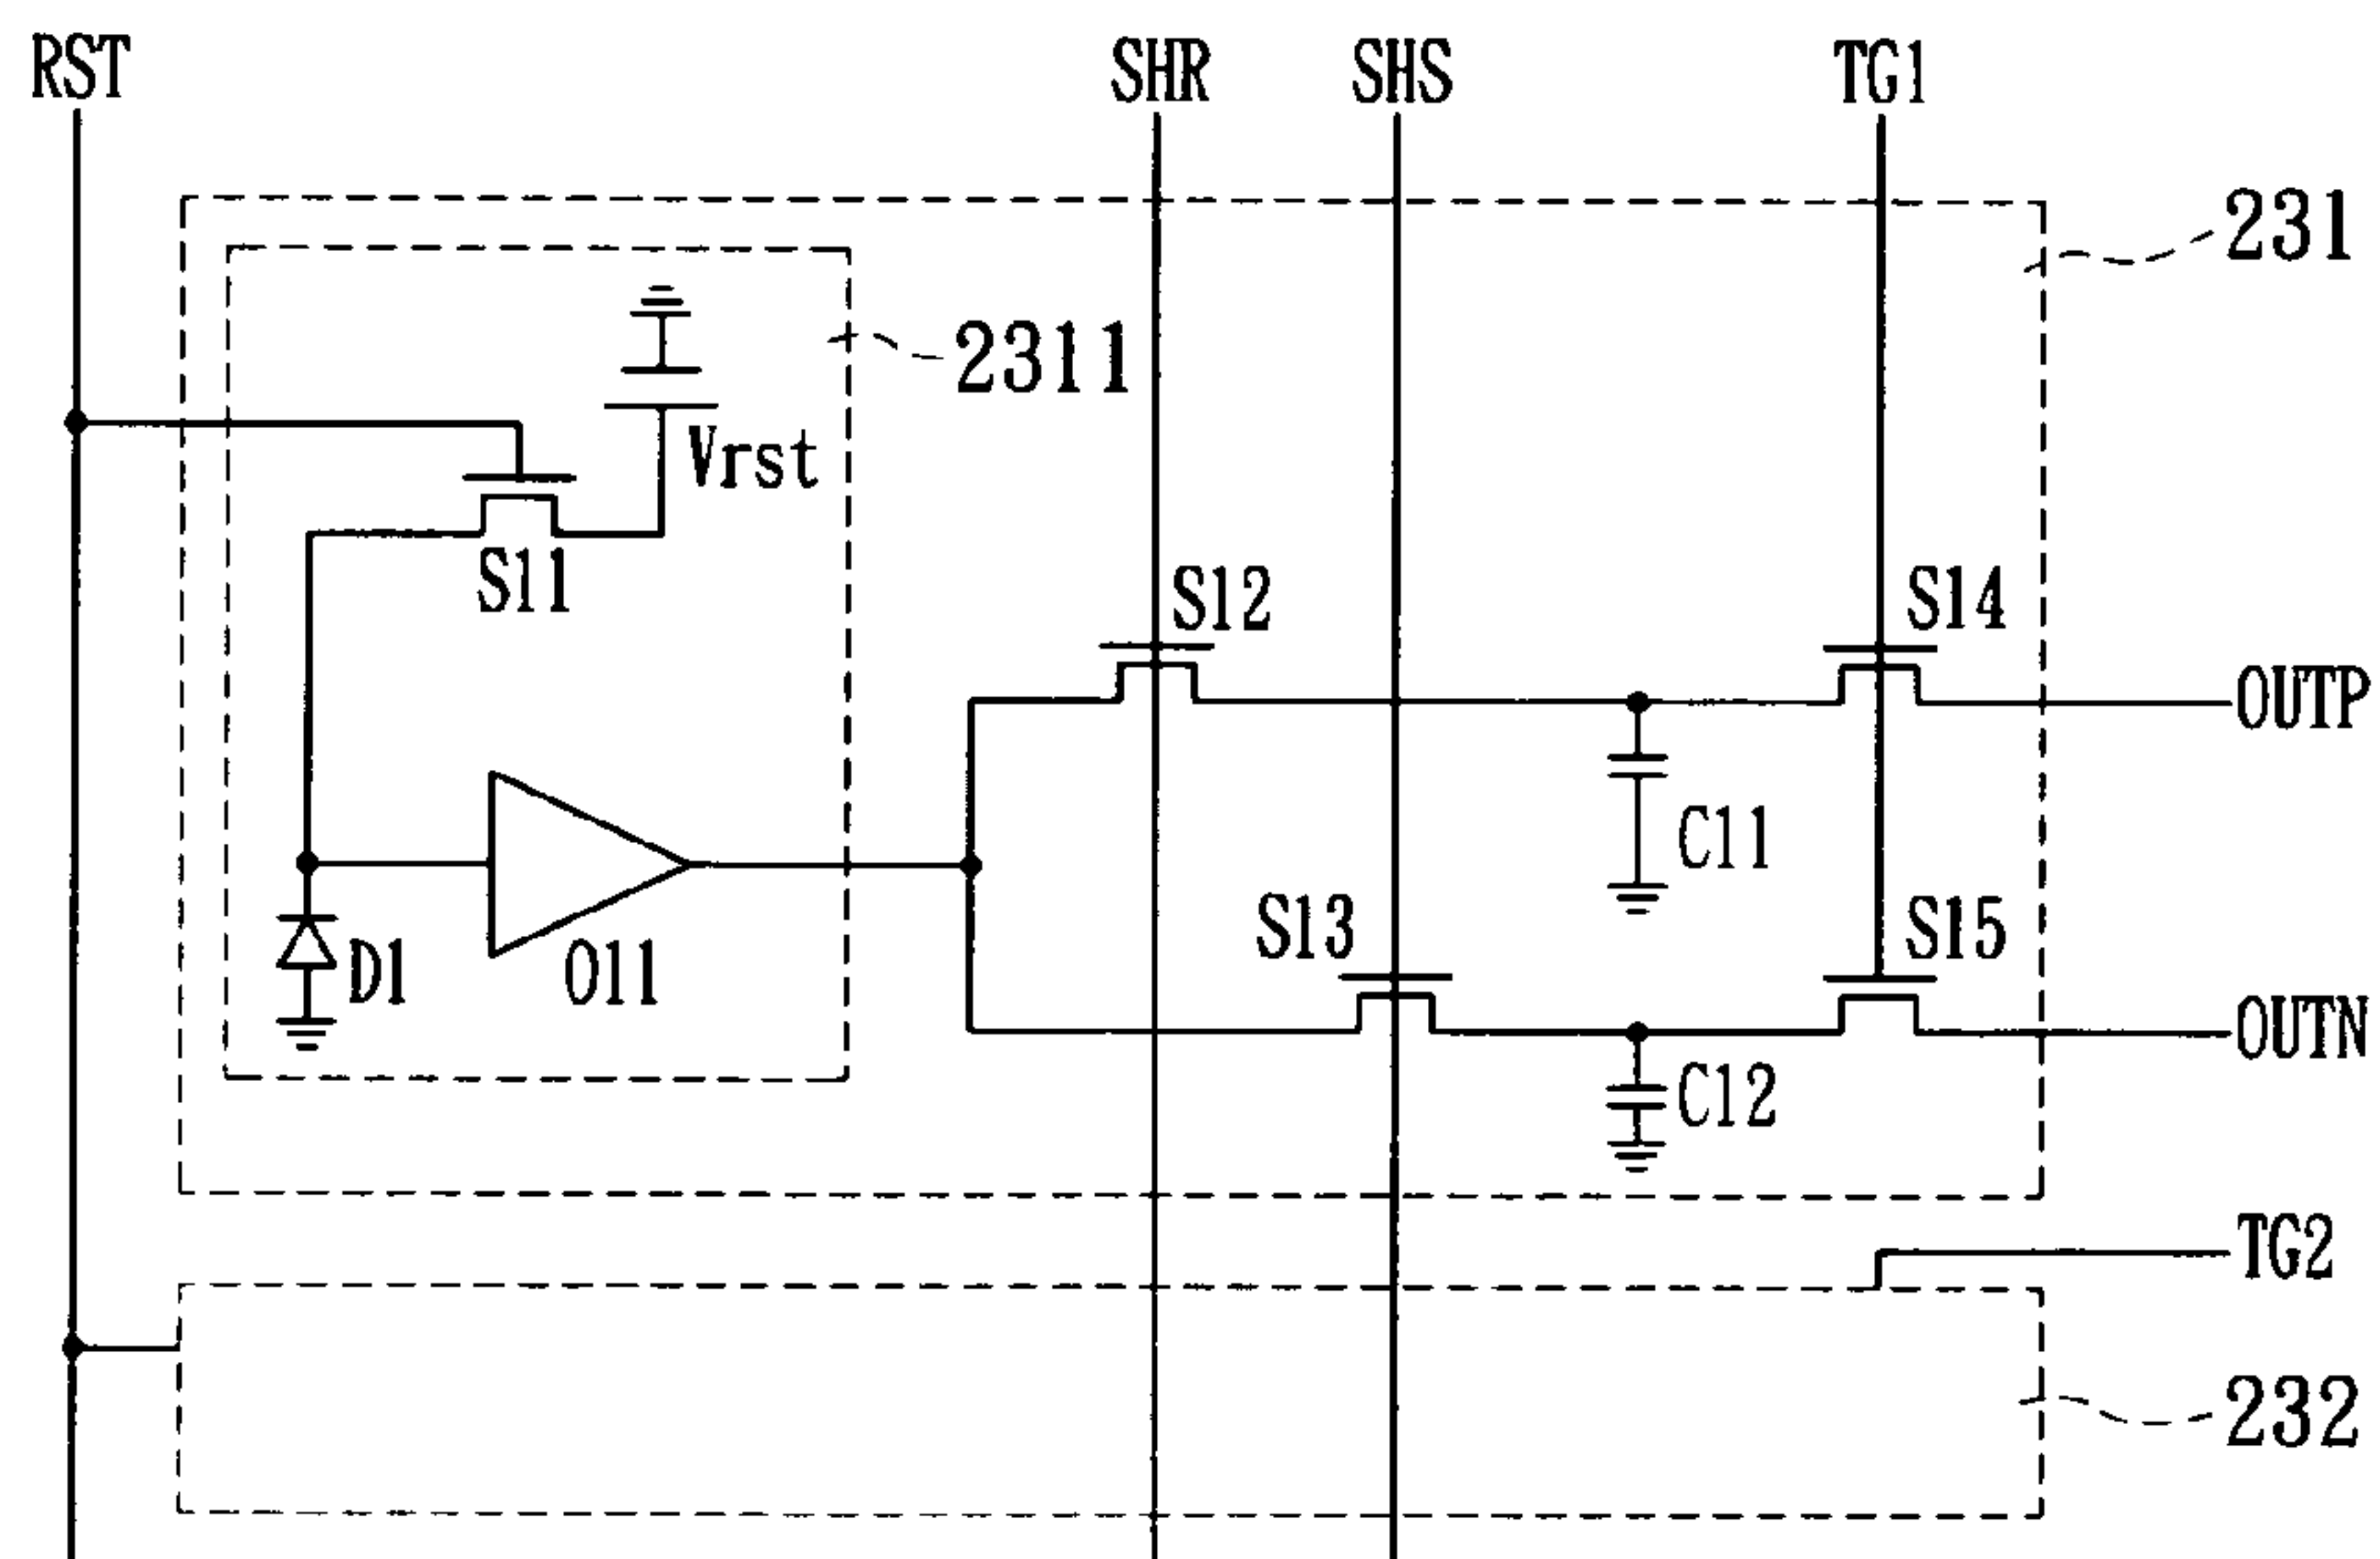 RST
SHR
SHS
TG1
231
2311
Vrst
S11
S12
S14
OUTP
C11
S13
S15
D1
O11
OUTN
C12
TG2
232